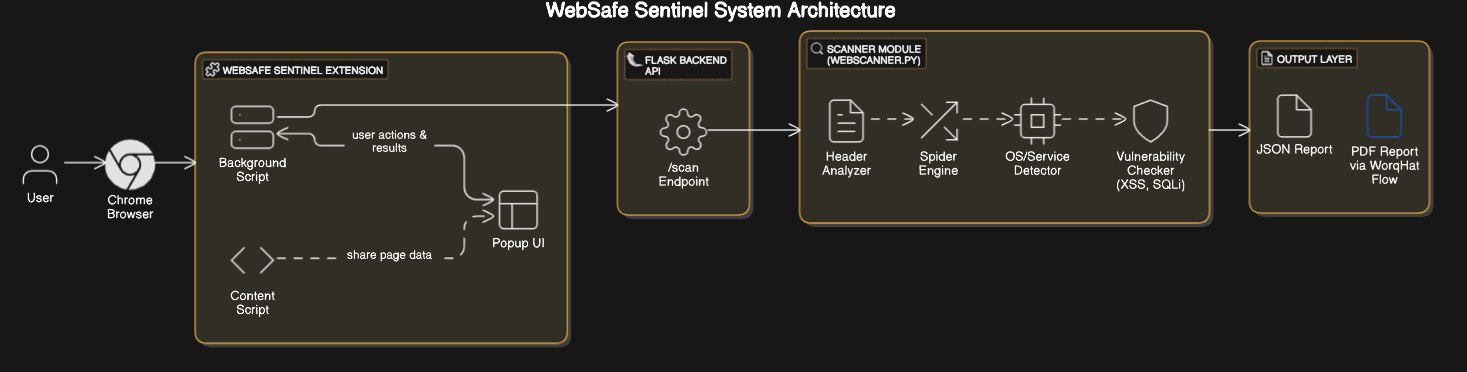 WebSafe Sentinel System Architecture
WEBSAFE SENTINEL EXTENSION
Background
Script
user actions &
results
Popup UI
share page data
Content
Script
User
Chrome
Browser
FLASK BACKEND
API
/scan
Endpoint
SCANNER MODULE
(WEBSCANNER.PY)
Header
Analyzer
Spider
Engine
OS/Service
Detector
Vulnerability
Checker
(XSS, SQLi)
OUTPUT LAYER
JSON Report
PDF Report
via WorqHat
Flow